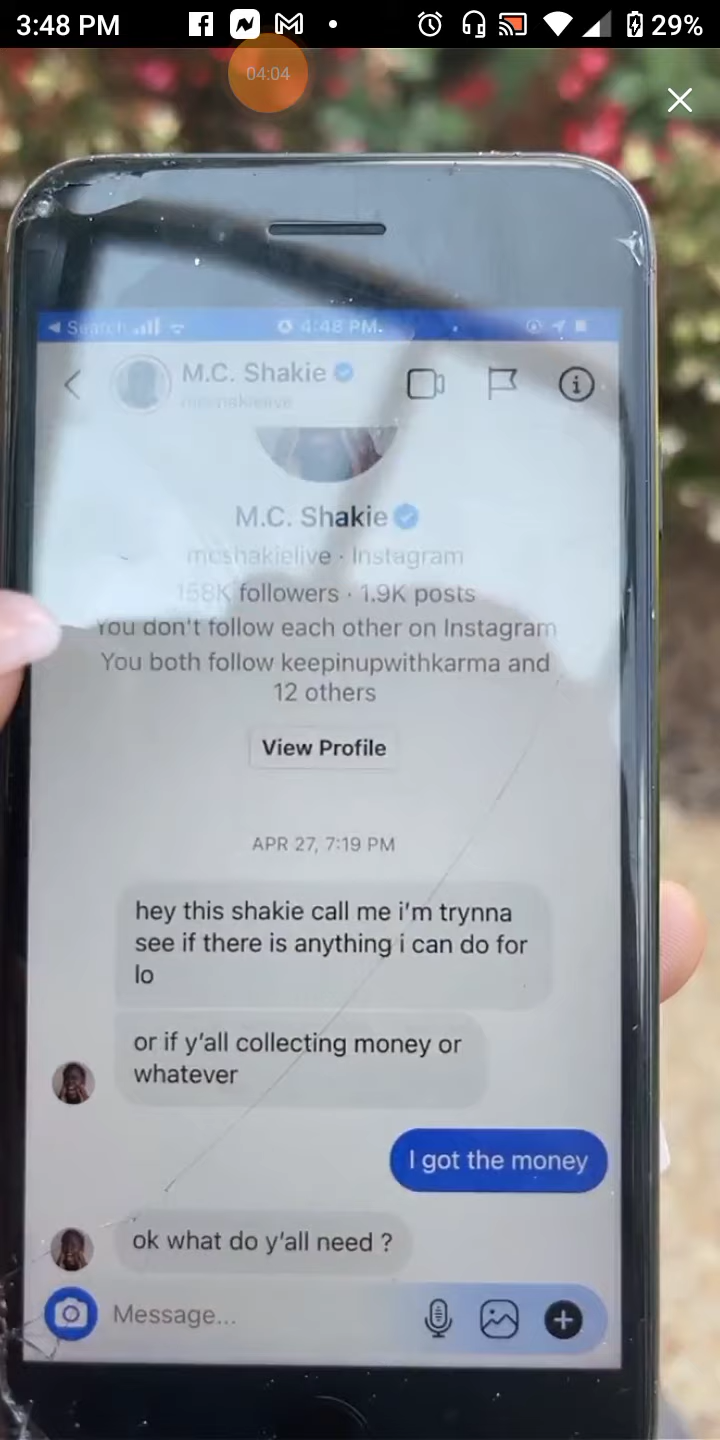 3:48 PM
29%
04:04
Search
4:48 PM
M.C. Shakie
mcshakielive
M.C. Shakie
mcshakielive · Instagram
158K followers · 1.9K posts
You don't follow each other on Instagram
You both follow keepinupwithkarma and
12 others
View Profile
APR 27, 7:19 PM
hey this shakie call me i'm trynna
see if there is anything i can do for
lo
or if y'all collecting money or
whatever
I got the money
ok what do y'all need ?
Message...